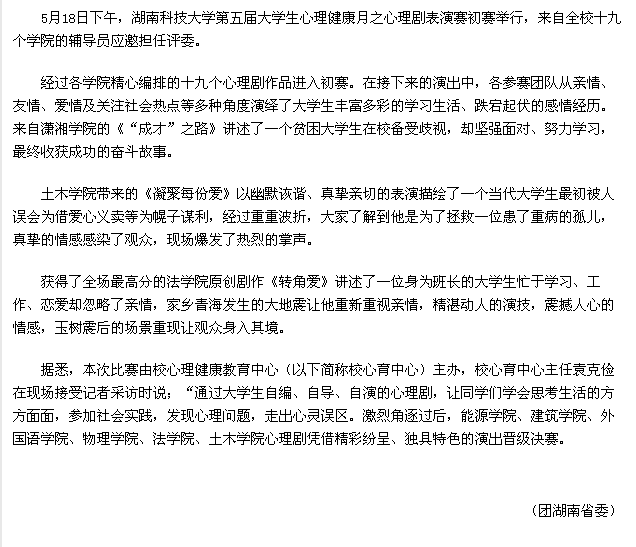 5月18日下午，湖南科技大学第五届大学生心理健康月之心理剧表演赛初赛举行，来自全校十九
个学院的辅导员应邀担任评委。
经过各学院精心编排的十九个心理剧作品进入初赛。在接下来的演出中，各参赛团队从亲情、
友情、爱情及关注社会热点等多种角度演绎了大学生丰富多彩的学习生活、跌宕起伏的感情经历。
来自潇湘学院的《“成才”之路》讲述了一个贫困大学生在校备受歧视，却坚强面对、努力学习，
最终收获成功的奋斗故事。
土木学院带来的《凝聚每份爱》以幽默诙谐、真挚亲切的表演描绘了一个当代大学生最初被人
误会为借爱心义卖等为幌子谋利，经过重重波折，大家了解到他是为了拯救一位患了重病的孤儿，
真挚的情感感染了观众，现场爆发了热烈的掌声。
获得了全场最高分的法学院原创剧作《转角爱》讲述了一位身为班长的大学生忙于学习、工
作、恋爱却忽略了亲情，家乡青海发生的大地震让他重新重视亲情，精湛动人的演技，震撼人心的
情感，玉树震后的场景重现让观众身入其境。
据悉，本次比赛由校心理健康教育中心（以下简称校心育中心）主办，校心育中心主任袁克俭
在现场接受记者采访时说；“通过大学生自编、自导、自演的心理剧，让同学们学会思考生活的方
方面面，参加社会实践，发现心理问题，走出心灵误区。激烈角逐过后，能源学院、建筑学院、外
国语学院、物理学院、法学院、土木学院心理剧凭借精彩纷呈、独具特色的演出晋级决赛。
（团湖南省委）